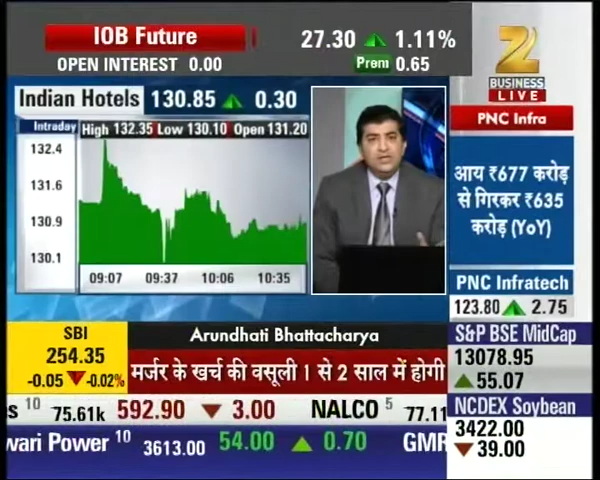 IOB Future
27.30 1.11%
OPEN INTEREST 0.00
Prem 0.65
Z
BUSINESS
LIVE
Indian Hotels 130.85 0.30
Intraday High 132.35 Low 130.10 Open 131.20
132.4
131.6
130.9
130.1
09:07 09:37 10:06 10:35
PNC Infra
आय ₹677 करोड़
से गिरकर ₹635
करोड़ (YoY)
PNC Infratech
123.80 2.75
SBI
254.35
-0.05 -0.02%
Arundhati Bhattacharya
मर्जर के खर्च की वसूली 1 से 2 साल में होगी
S&P BSE MidCap
13078.95
55.07
s 10 75.61k 592.90 3.00 NALCO 5 77.11
wari Power 10 3613.00 54.00 0.70 GMR
NCDEX Soybean
3422.00
39.00